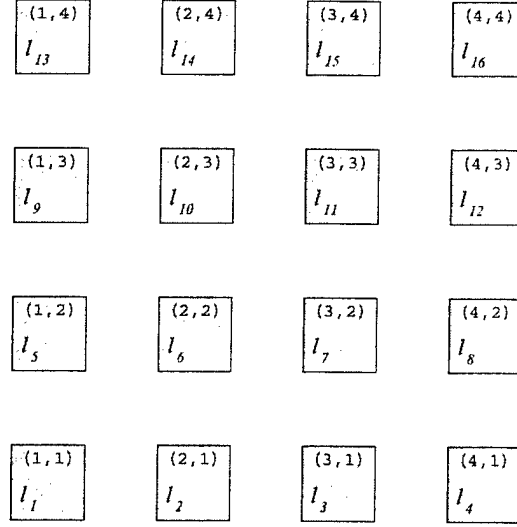 (1,4) (2,4) (3,4) (4,4)
l13 l14 l15 l16
(1,3) (2,3) (3,3) (4,3)
l9 l10 l11 l12
(1,2) (2,2) (3,2) (4,2)
l5 l6 l7 l8
(1,1) (2,1) (3,1) (4,1)
l1 l2 l3 l4